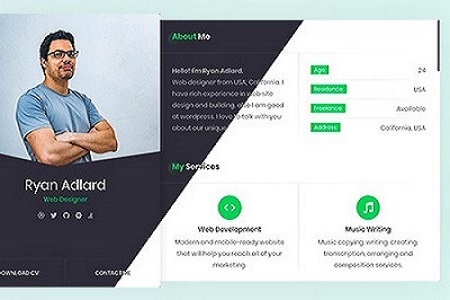 Ryan Adlard
Web Designer
DOWNLOAD CV
CONTACT ME
About Me
Hello! I'm Ryan Adlard.
Web designer from USA, California. I
have rich experience in web site
design and building, also I am good
at wordpress. I love to talk with you
about our unique.
Age 24
Residence USA
Freelance Available
Address California, USA
My Services
Web Development
Modern and mobile-ready website
that will help you reach all of your
marketing.
Music Writing
Music copying, writing, creating,
transcription, arranging and
composition services.